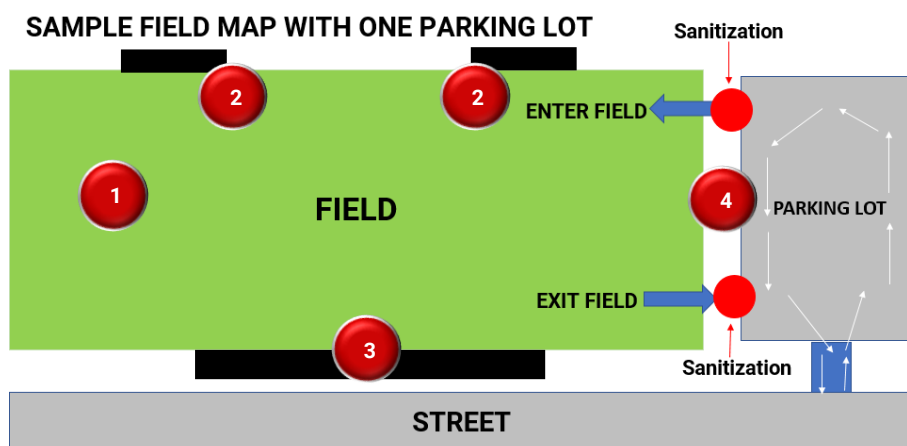 SAMPLE FIELD MAP WITH ONE PARKING LOT
Sanitization
2
2
ENTER FIELD
1
FIELD
4
PARKING LOT
EXIT FIELD
3
Sanitization
STREET